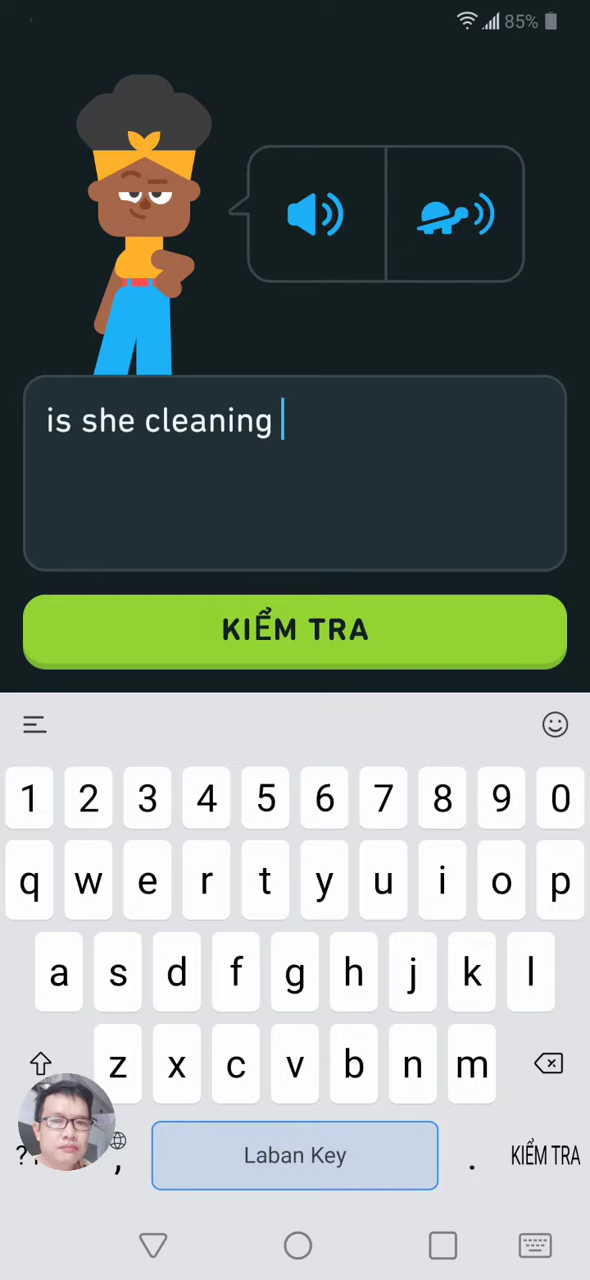 85%
is she cleaning
KIỂM TRA
1 2 3 4 5 6 7 8 9 0
q w e r t y u i o p
a s d f g h j k l
z x c v b n m
?1 , Laban Key . KIỂM TRA